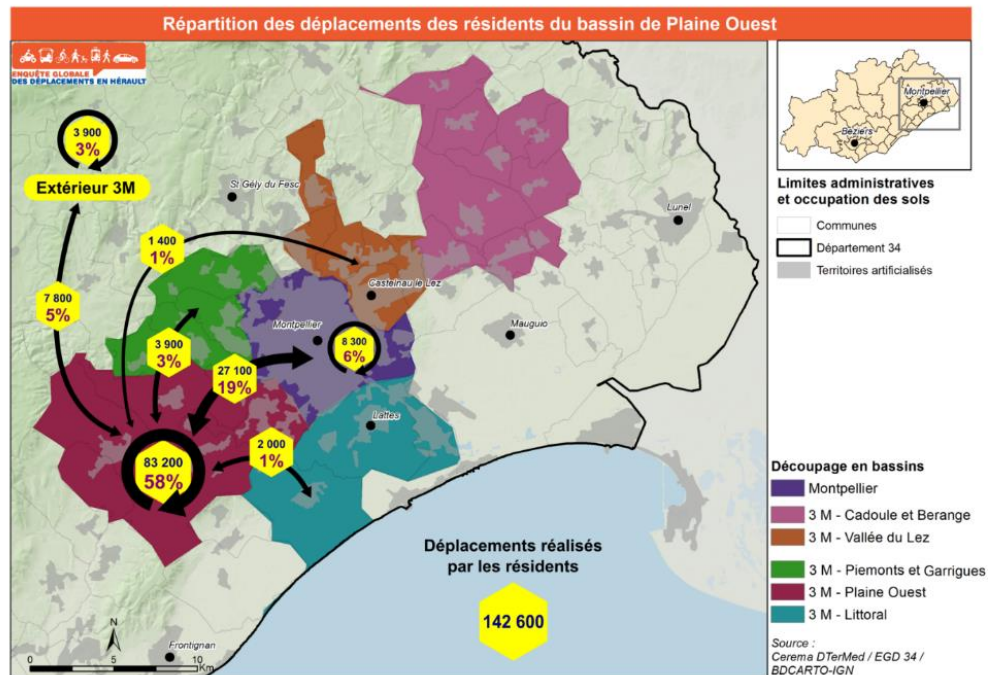 Répartition des déplacements des résidents du bassin de Plaine Ouest
ENQUÊTE GLOBALE
DES DÉPLACEMENTS EN HÉRAULT
3 900
3%
Extérieur 3M
St Gély du Fesc
1 400
1%
7 800
5%
Castelnau le Lez
Montpellier
8 300
6%
3 900
3%
27 100
19%
Lattes
2 000
1%
83 200
58%
Lunel
Mauguio
Déplacements réalisés
par les résidents
142 600
Frontignan
N
0
5
10
Km
Montpellier
Béziers
Limites administratives
et occupation des sols
Communes
Département 34
Territoires artificialisés
Découpage en bassins
Montpellier
3 M - Cadoule et Berange
3 M - Vallée du Lez
3 M - Piemonts et Garrigues
3 M - Plaine Ouest
3 M - Littoral
Source :
Cerema DTerMed / EGD 34 /
BDCARTO-IGN